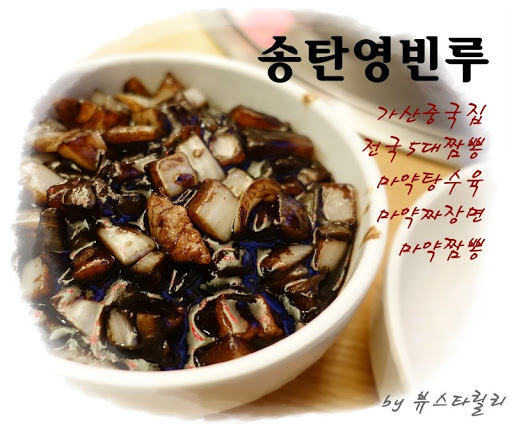 송탄영빈루
가산중국집
전국5대짬뽕
마약탕수육
마약짜장면
마약짬뽕
by 뷰스타릴리